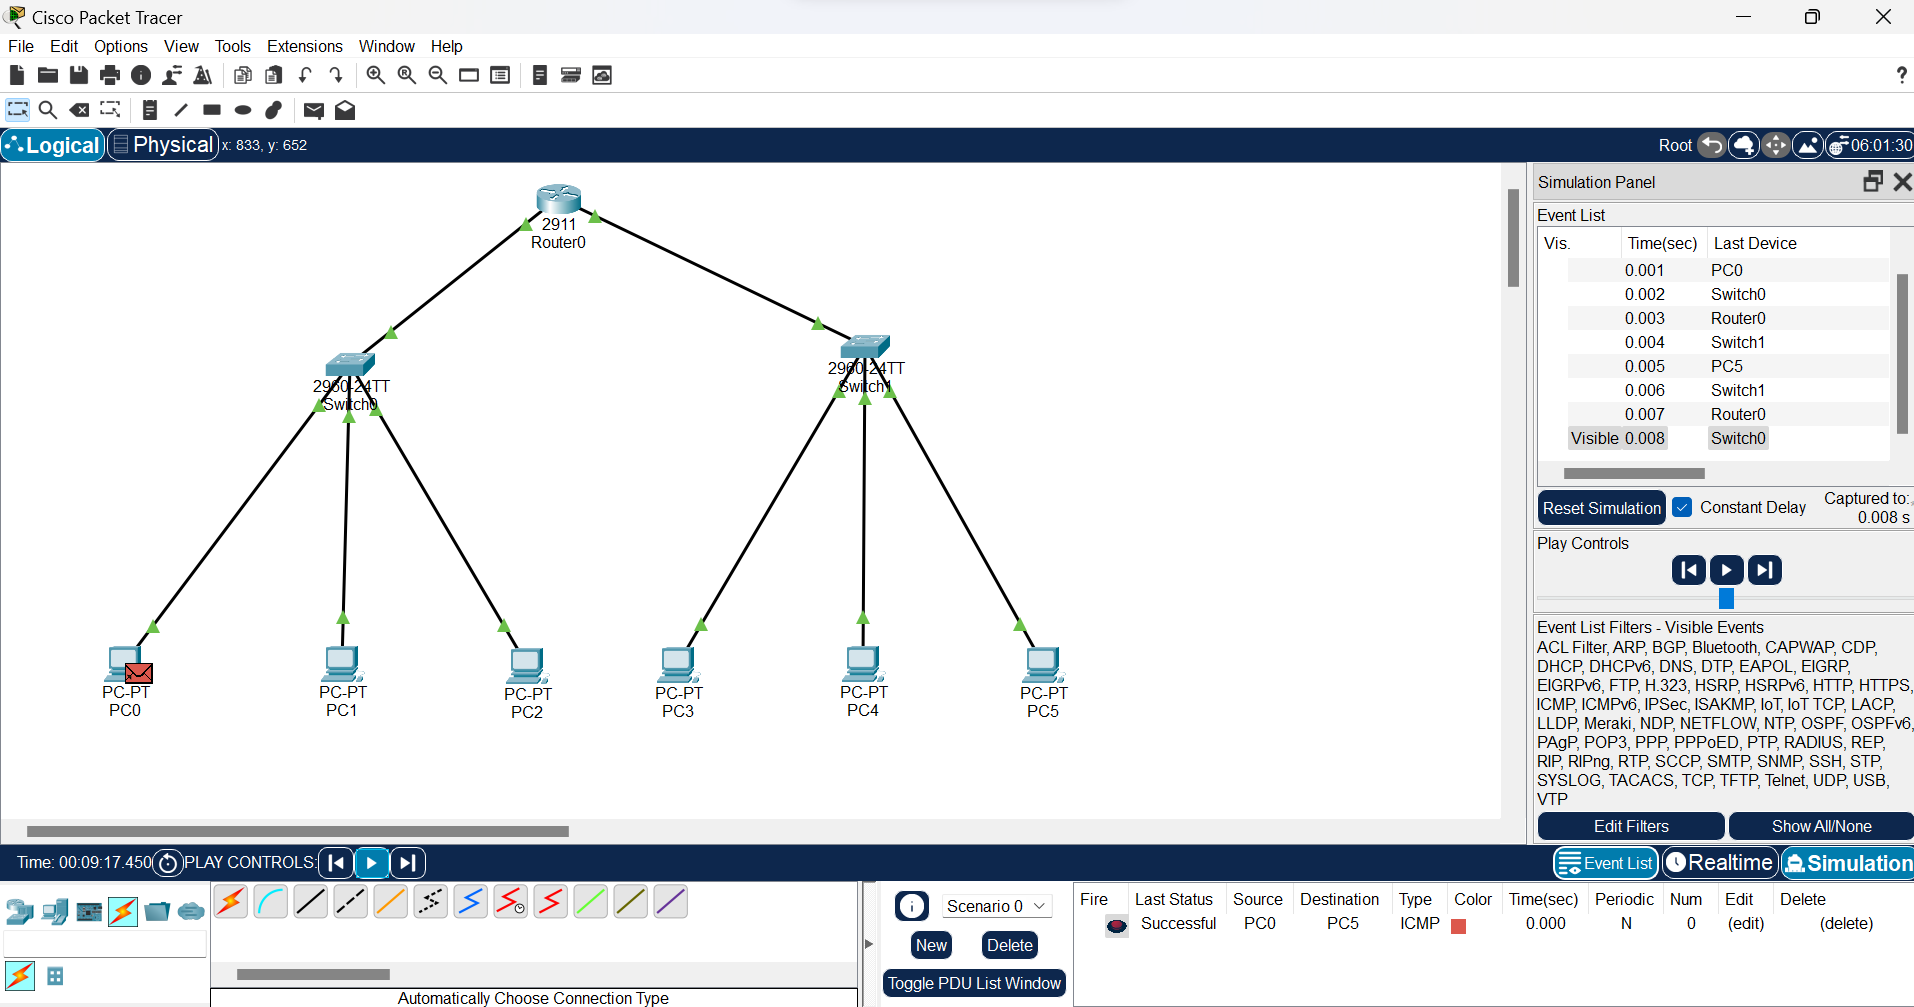 Cisco Packet Tracer
File Edit Options View Tools Extensions Window Help
?
Logical Physical x: 833, y: 652 Root 06:01:30
2911
Router0
2960-24TT
Switch0
2960-24TT
Switch1
PC-PT
PC0
PC-PT
PC1
PC-PT
PC2
PC-PT
PC3
PC-PT
PC4
PC-PT
PC5
Simulation Panel
Event List
Vis. Time(sec) Last Device
0.001 PC0
0.002 Switch0
0.003 Router0
0.004 Switch1
0.005 PC5
0.006 Switch1
0.007 Router0
Visible 0.008 Switch0
Reset Simulation Constant Delay Captured to:
0.008 s
Play Controls
Event List Filters - Visible Events
ACL Filter, ARP, BGP, Bluetooth, CAPWAP, CDP,
DHCP, DHCPv6, DNS, DTP, EAPOL, EIGRP,
EIGRPv6, FTP, H.323, HSRP, HSRPv6, HTTP, HTTPS,
ICMP, ICMPv6, IPSec, ISAKMP, IoT, IoT TCP, LACP,
LLDP, Meraki, NDP, NETFLOW, NTP, OSPF, OSPFv6,
PAgP, POP3, PPP, PPPoED, PTP, RADIUS, REP,
RIP, RIPng, RTP, SCCP, SMTP, SNMP, SSH, STP,
SYSLOG, TACACS, TCP, TFTP, Telnet, UDP, USB,
VTP
Edit Filters Show All/None
Time: 00:09:17.450 PLAY CONTROLS: Event List Realtime Simulation
Automatically Choose Connection Type
Scenario 0
New Delete
Toggle PDU List Window
Fire Last Status Source Destination Type Color Time(sec) Periodic Num Edit Delete
Successful PC0 PC5 ICMP 0.000 N 0 (edit) (delete)